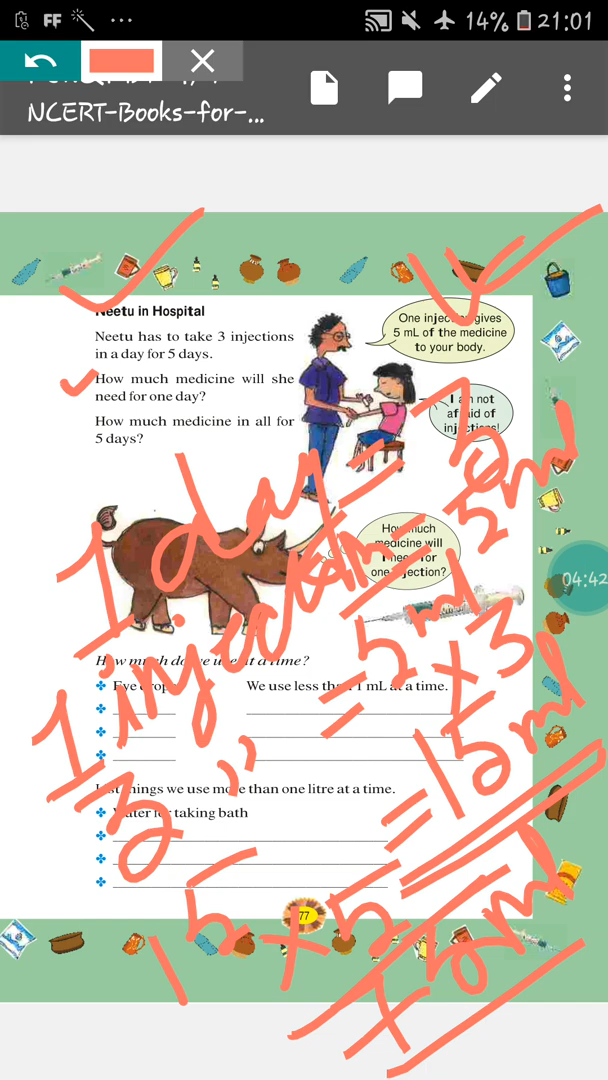 FF
14%
21:01
NCERT-Books-for-...
Neetu in Hospital
Neetu has to take 3 injections
in a day for 5 days.
How much medicine will she
need for one day?
How much medicine in all for
5 days?
One injection gives
5 mL of the medicine
to your body.
I am not
afraid of
injections!
How much
medicine will
I need for
one injection?
04:42
1 day = 3
1 injection = 5ml
3 " = 5ml x 3
= 15ml
15 x 5 = 75ml
How much do we use at a time?
Eye drops
We use less than 1 mL at a time.
List things we use more than one litre at a time.
Water for taking bath
77